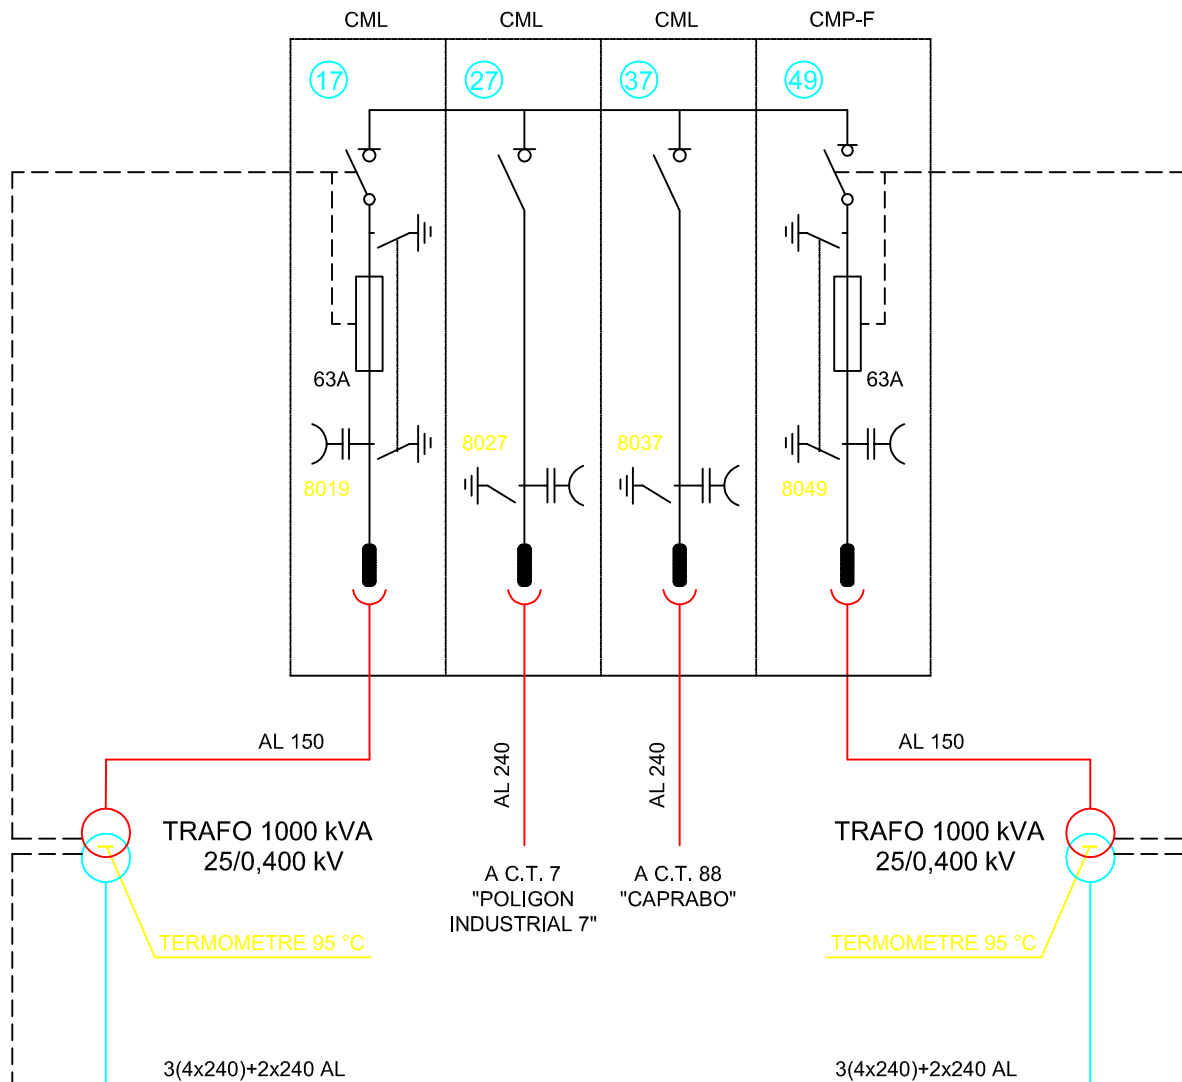 CML
CML
CML
CMP-F
17
27
37
49
63A
63A
8027
8037
8019
8049
AL 150
AL 240
AL 240
AL 150
TRAFO 1000 kVA
25/0,400 kV
TRAFO 1000 kVA
25/0,400 kV
A C.T. 7
"POLIGON
INDUSTRIAL 7"
A C.T. 88
"CAPRABO"
TERMOMETRE 95 °C
TERMOMETRE 95 °C
3(4x240)+2x240 AL
3(4x240)+2x240 AL